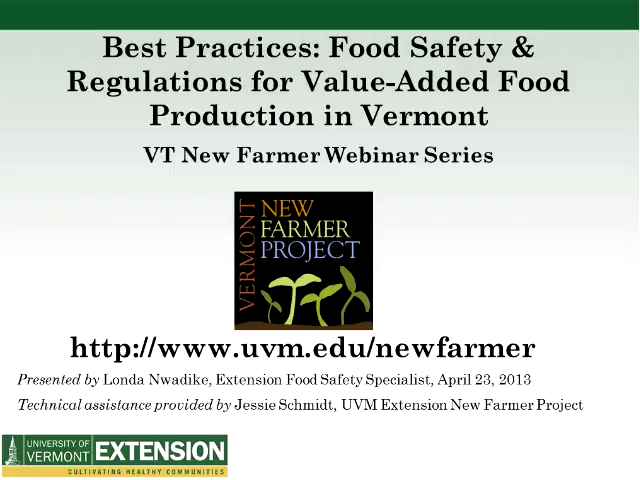 Best Practices: Food Safety &
Regulations for Value-Added Food
Production in Vermont
VT New Farmer Webinar Series
VERMONT
NEW
FARMER
PROJECT
http://www.uvm.edu/newfarmer
Presented by Londa Nwadike, Extension Food Safety Specialist, April 23, 2013
Technical assistance provided by Jessie Schmidt, UVM Extension New Farmer Project
UNIVERSITY OF
VERMONT EXTENSION
CULTIVATING HEALTHY COMMUNITIES